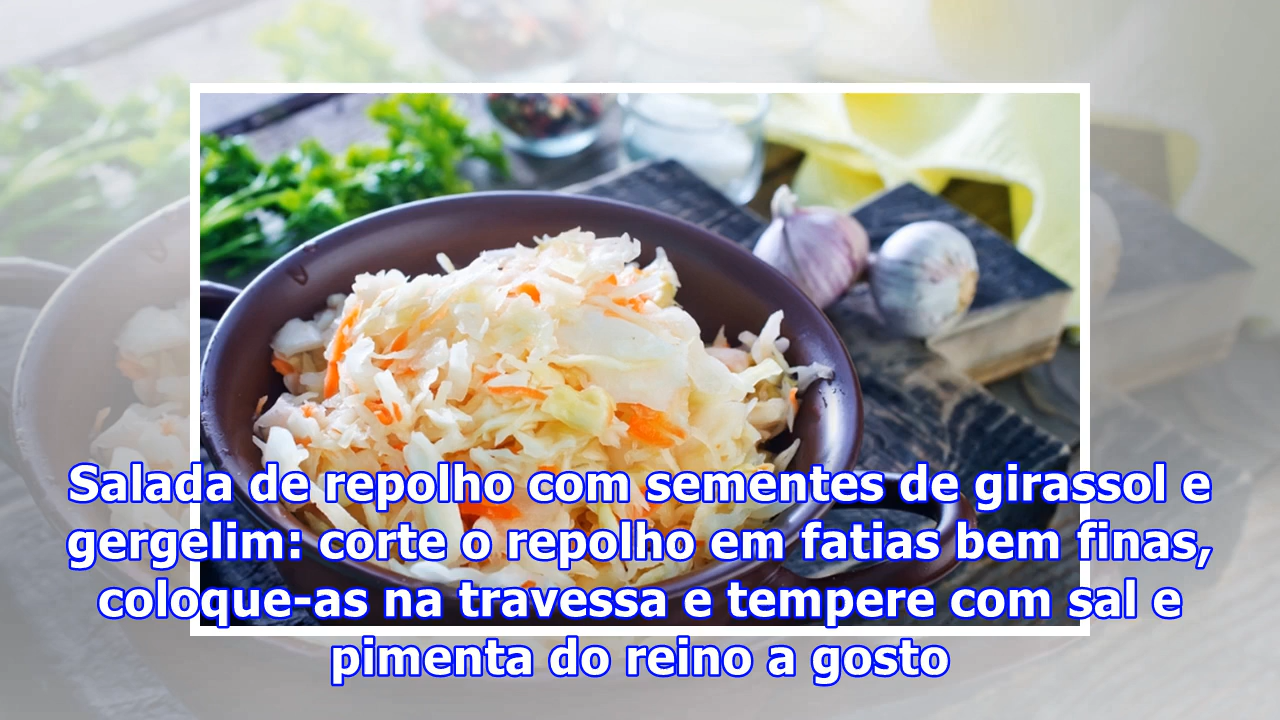 Salada de repolho com sementes de girassol e
gergelim: corte o repolho em fatias bem finas,
coloque-as na travessa e tempere com sal e
pimenta do reino a gosto